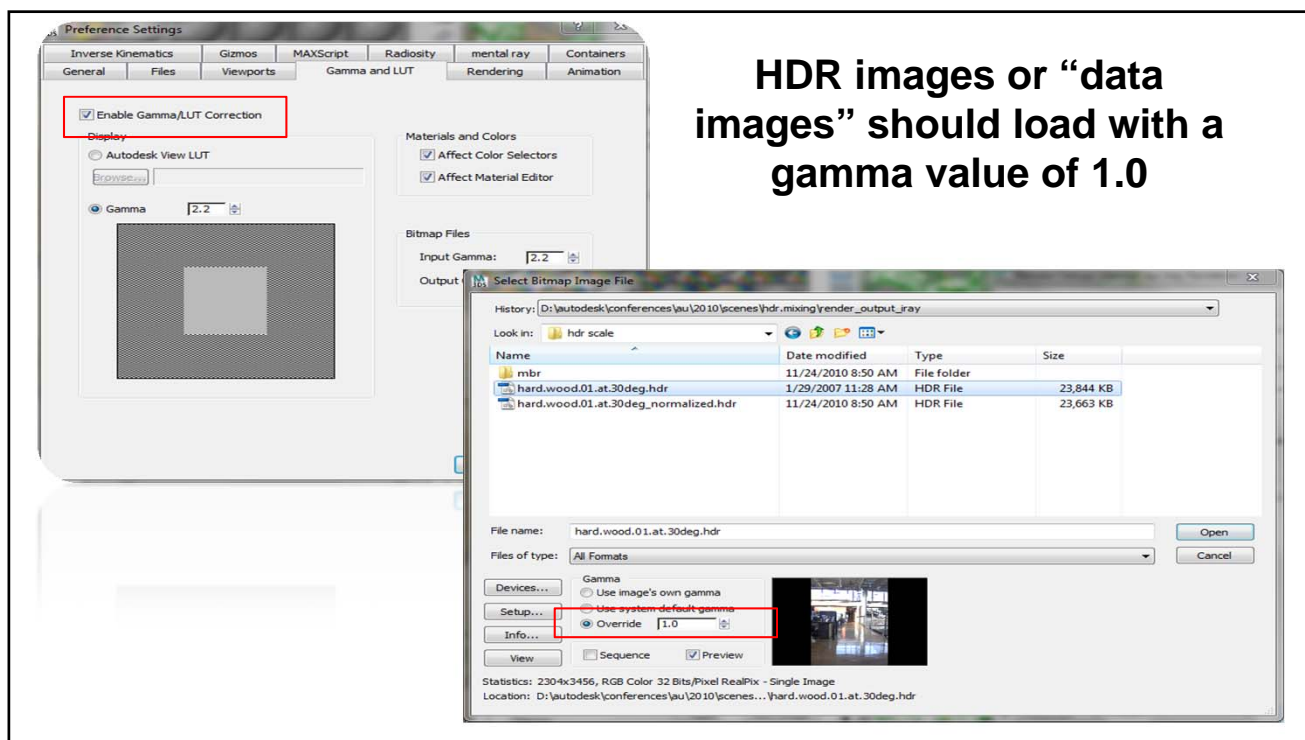 HDR images or “data
images” should load with a
gamma value of 1.0
Preference Settings
Inverse Kinematics Gizmos MAXScript Radiosity mental ray Containers
General Files Viewports Gamma and LUT Rendering Animation
Enable Gamma/LUT Correction
Display
Autodesk View LUT
Browse...
Gamma 2.2
Materials and Colors
Affect Color Selectors
Affect Material Editor
Bitmap Files
Input Gamma: 2.2
Select Bitmap Image File
History: D:\autodesk\conferences\au\2010\scenes\hdr.mixing\render_output_iray
Look in: hdr scale
Name Date modified Type Size
mbr 11/24/2010 8:50 AM File folder
hard.wood.01.at.30deg.hdr 1/29/2007 11:28 AM HDR File 23,844 KB
hard.wood.01.at.30deg_normalized.hdr 11/24/2010 8:50 AM HDR File 23,663 KB
File name: hard.wood.01.at.30deg.hdr Open
Files of type: All Formats Cancel
Devices...
Setup...
Info...
View
Gamma
Use image's own gamma
Use system default gamma
Override 1.0
Sequence Preview
Statistics: 2304x3456, RGB Color 32 Bits/Pixel RealPix - Single Image
Location: D:\autodesk\conferences\au\2010\scenes...\hard.wood.01.at.30deg.hdr